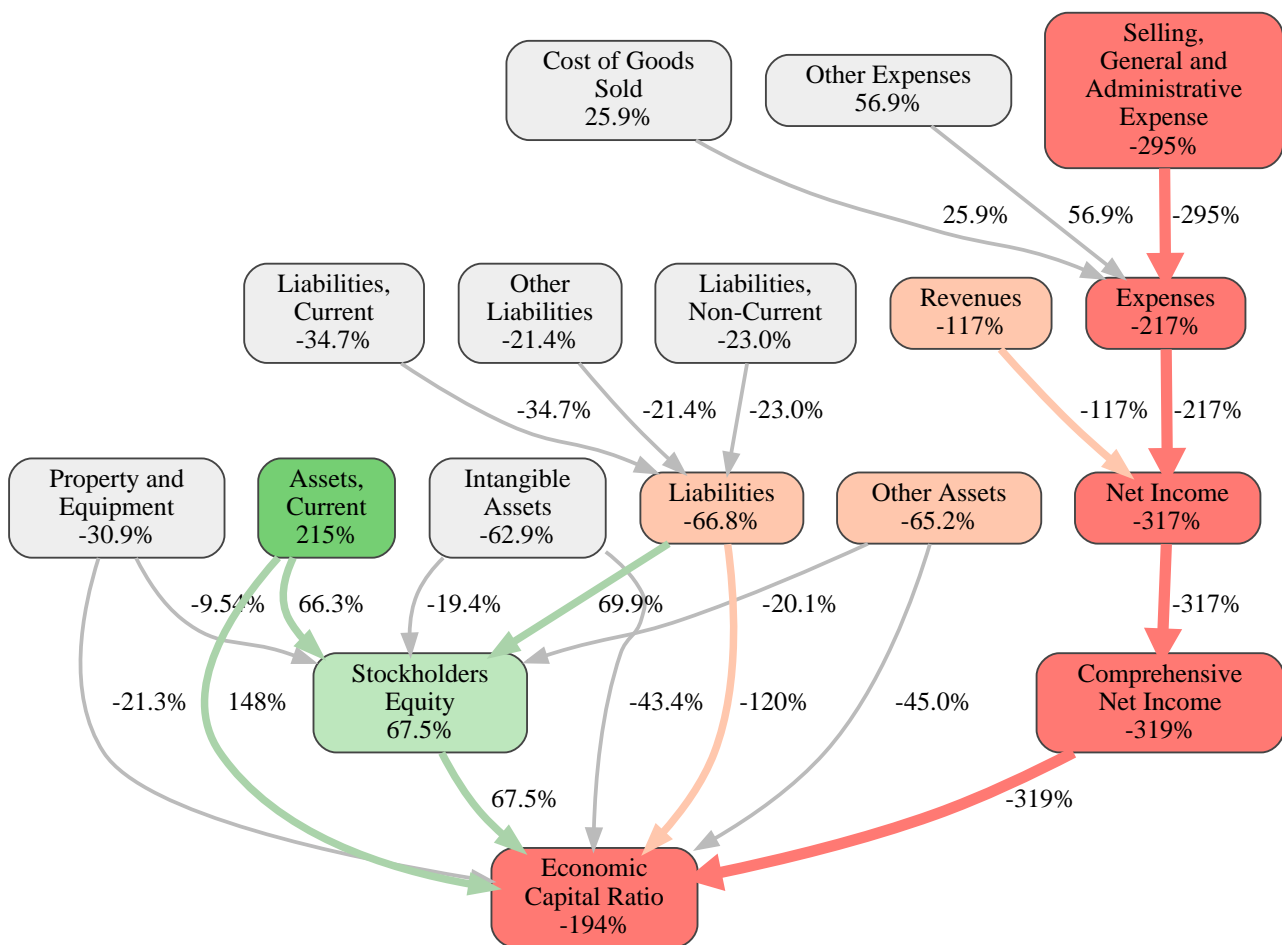 Cost of Goods
Sold
25.9%
Other Expenses
56.9%
Selling,
General and
Administrative
Expense
-295%
25.9%
56.9%
-295%
Liabilities,
Current
-34.7%
Other
Liabilities
-21.4%
Liabilities,
Non-Current
-23.0%
Revenues
-117%
Expenses
-217%
-34.7%
-21.4%
-23.0%
-117%
-217%
Property and
Equipment
-30.9%
Assets,
Current
215%
Intangible
Assets
-62.9%
Liabilities
-66.8%
Other Assets
-65.2%
Net Income
-317%
-9.54%
66.3%
-19.4%
69.9%
-20.1%
-317%
Stockholders
Equity
67.5%
Comprehensive
Net Income
-319%
-21.3%
148%
-43.4%
-120%
-45.0%
67.5%
-319%
Economic
Capital Ratio
-194%